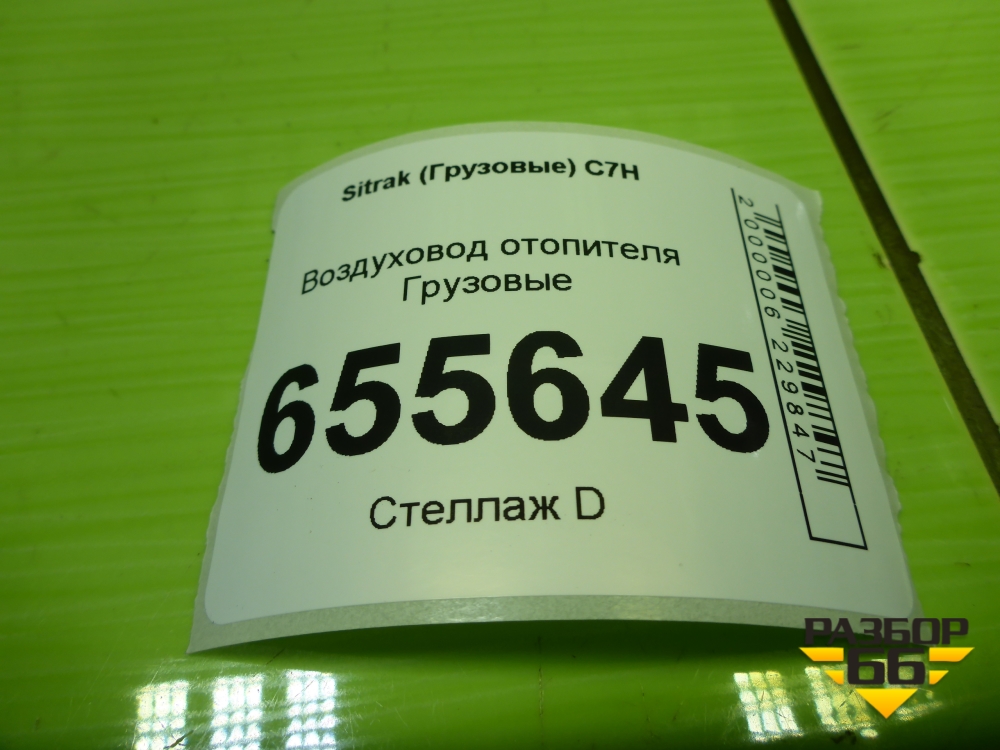 Sitrak (Грузовые) C7H
Воздуховод отопителя
Грузовые
655645
Стеллаж D
2000006229847
РАЗБОР
66